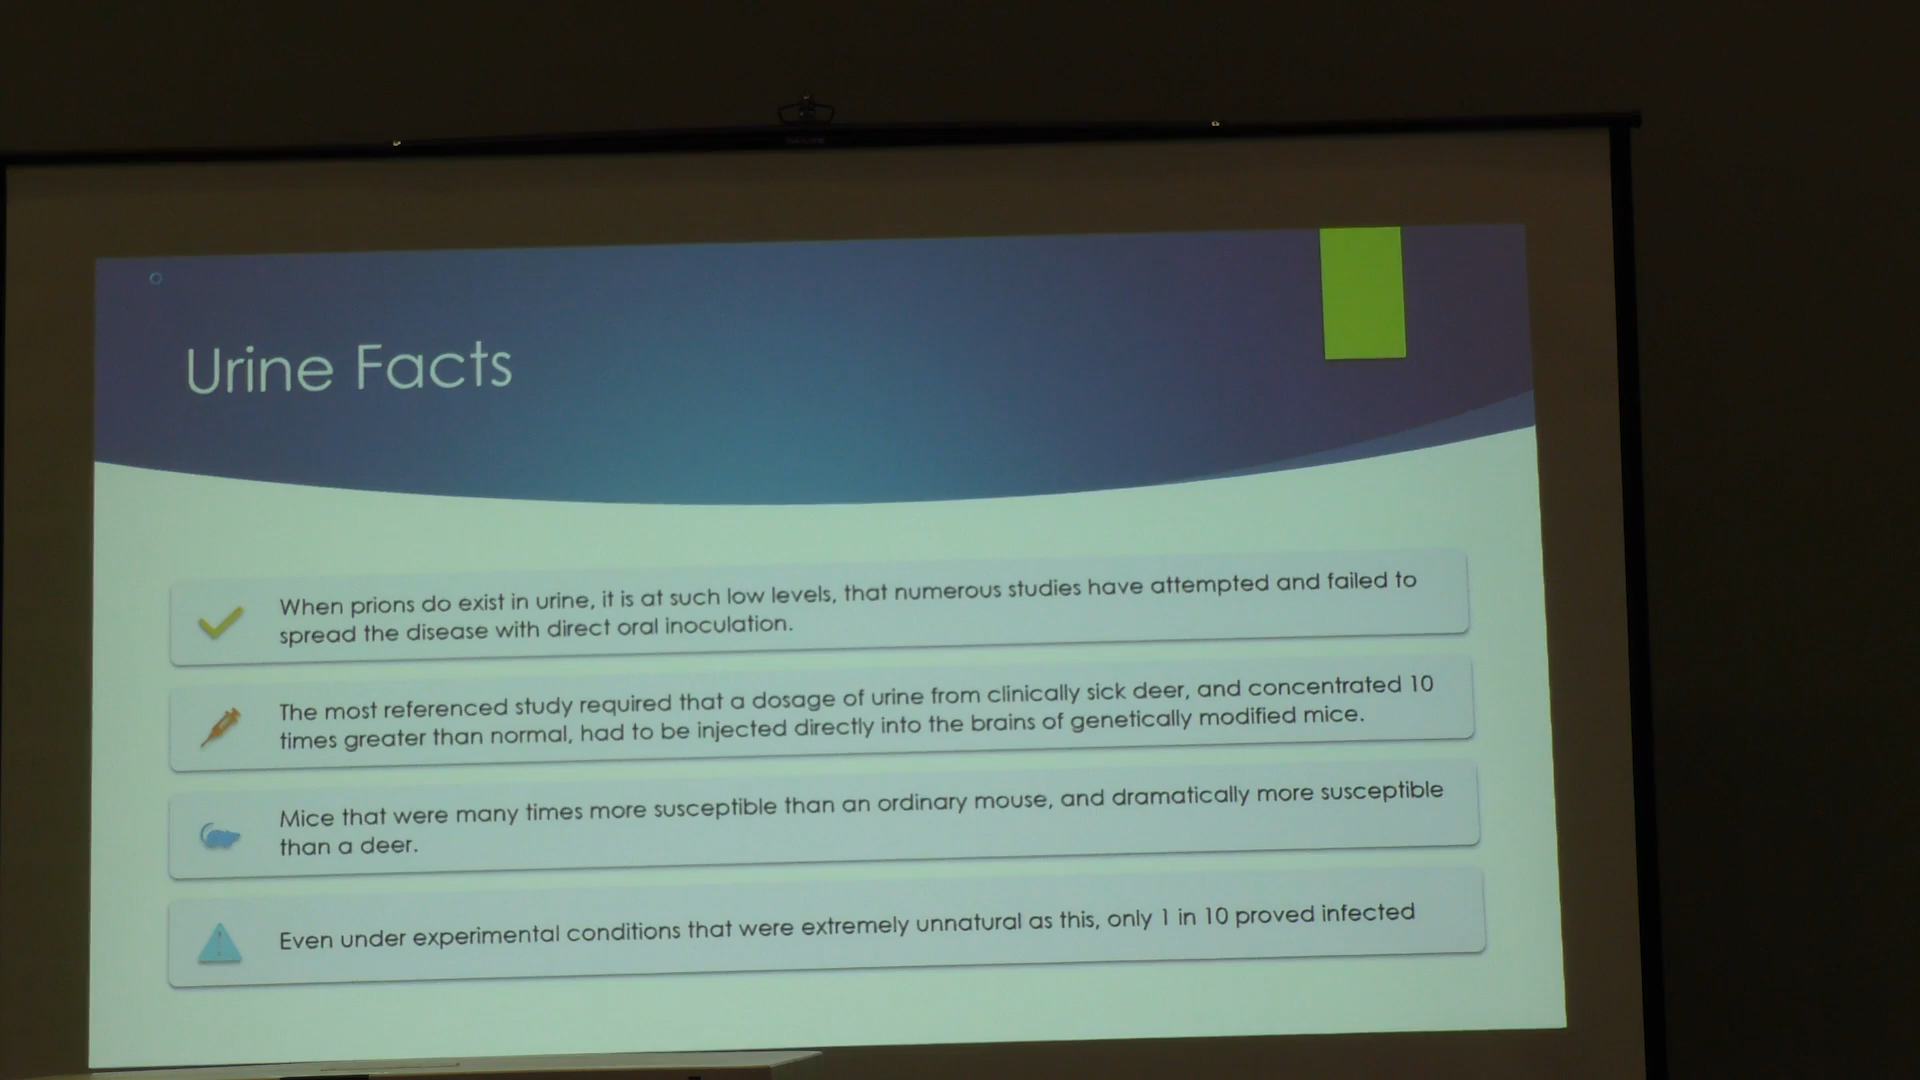 Urine Facts
When prions do exist in urine, it is at such low levels, that numerous studies have attempted and failed to
spread the disease with direct oral inoculation.
The most referenced study required that a dosage of urine from clinically sick deer, and concentrated 10
times greater than normal, had to be injected directly into the brains of genetically modified mice.
Mice that were many times more susceptible than an ordinary mouse, and dramatically more susceptible
than a deer.
Even under experimental conditions that were extremely unnatural as this, only 1 in 10 proved infected